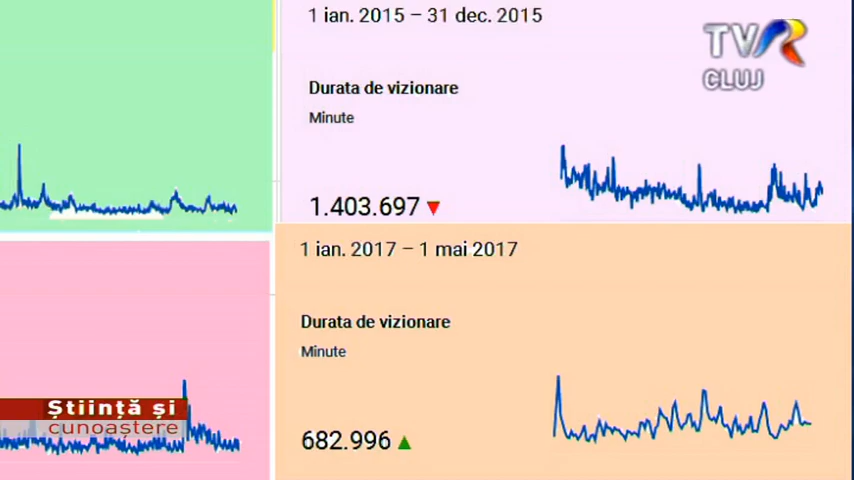 1 ian. 2015 – 31 dec. 2015
TVR
CLUJ
Durata de vizionare
Minute
1.403.697
1 ian. 2017 – 1 mai 2017
Durata de vizionare
Minute
682.996
Știință și
cunoaștere